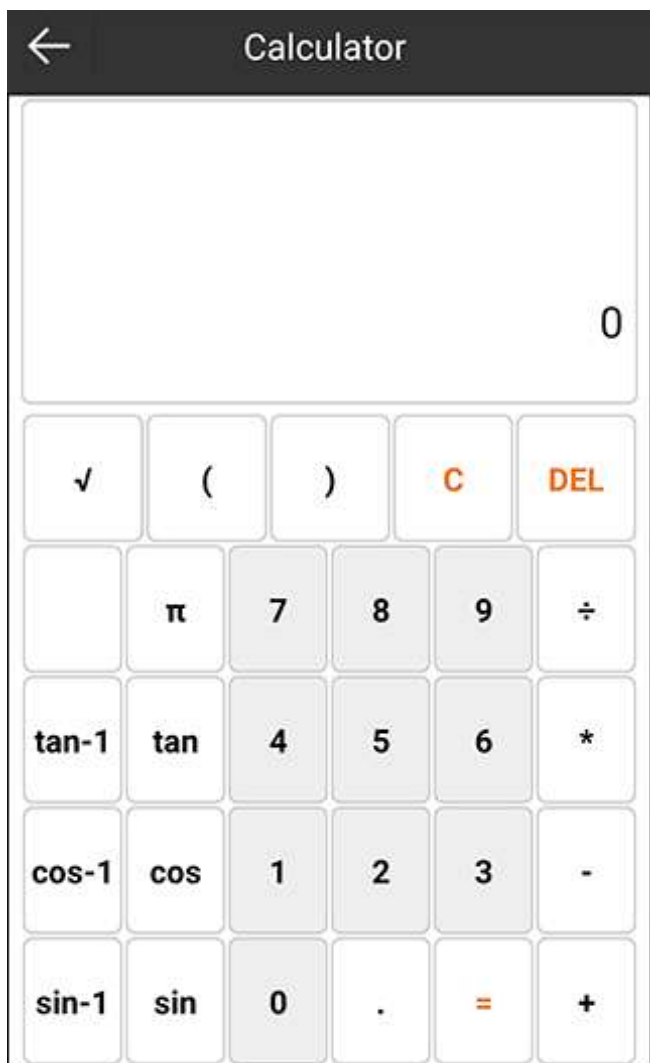 Calculator
0
√ ( ) C DEL
π 7 8 9 ÷
tan-1 tan 4 5 6 *
cos-1 cos 1 2 3 -
sin-1 sin 0 . = +